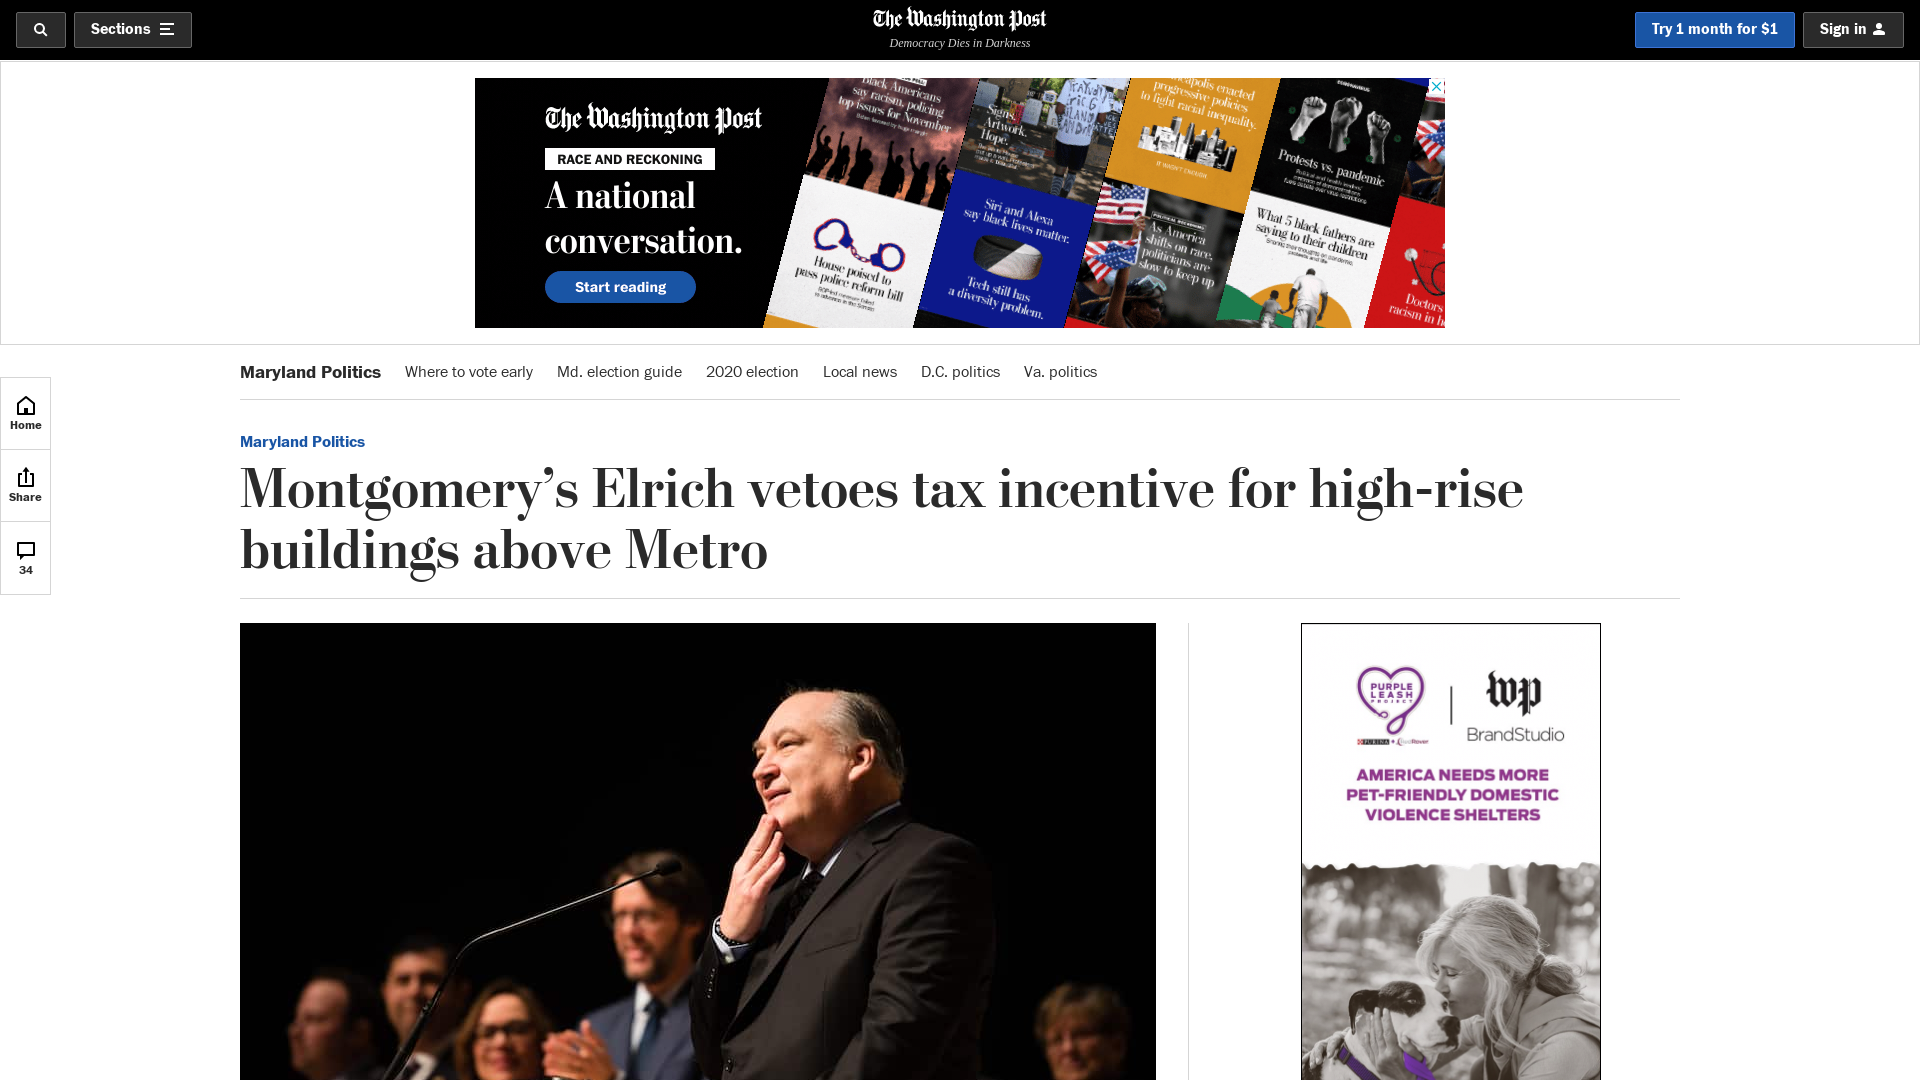 Sections
The Washington Post
Democracy Dies in Darkness
Try 1 month for $1
Sign in
The Washington Post
RACE AND RECKONING
A national
conversation.
Start reading
Black Americans
say racism, policing
top issues for November
House poised to
pass police reform bill
Signs.
Artwork.
Hope.
Siri and Alexa
say black lives matter.
Tech still has
a diversity problem.
enacted
progressive policies
to fight racial inequality.
IT WASN'T ENOUGH.
As America
shifts on race,
politicians are
slow to keep up
CORONAVIRUS
Protests vs. pandemic
What 5 black fathers are
saying to their children
Doctors
racism in
Maryland Politics
Where to vote early
Md. election guide
2020 election
Local news
D.C. politics
Va. politics
Home
Share
34
Maryland Politics
Montgomery’s Elrich vetoes tax incentive for high-rise
buildings above Metro
PURPLE
LEASH
PROJECT
PURINA
wp
BrandStudio
AMERICA NEEDS MORE
PET-FRIENDLY DOMESTIC
VIOLENCE SHELTERS